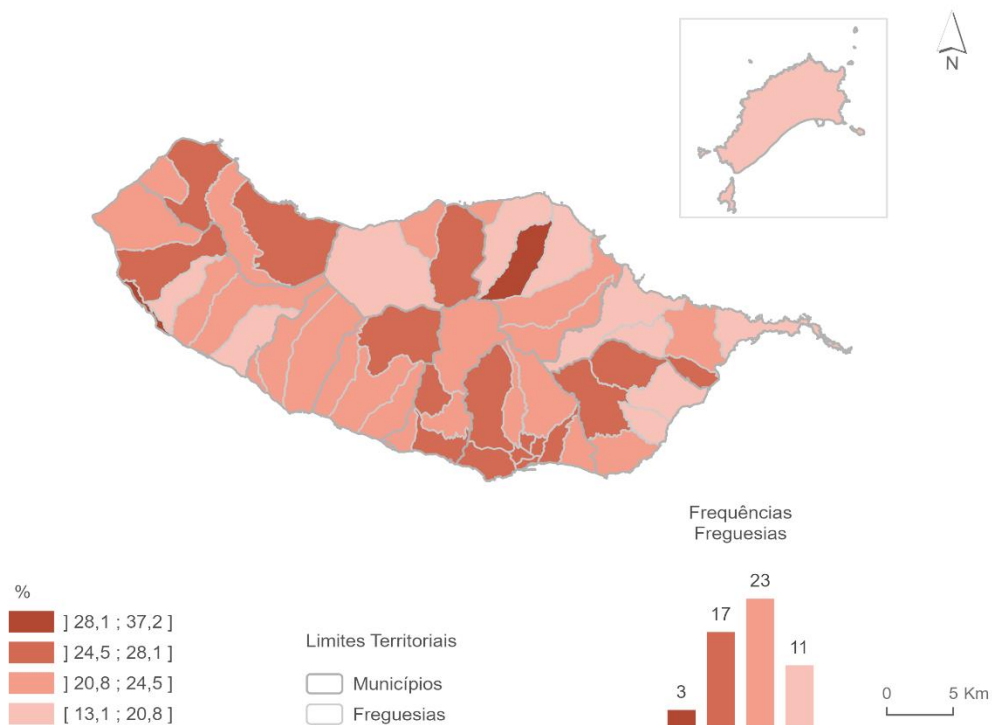 N
%
] 28,1 ; 37,2 ]
] 24,5 ; 28,1 ]
] 20,8 ; 24,5 ]
[ 13,1 ; 20,8 ]
Limites Territoriais
Municípios
Freguesias
Frequências
Freguesias
3
17
23
11
0
5 Km